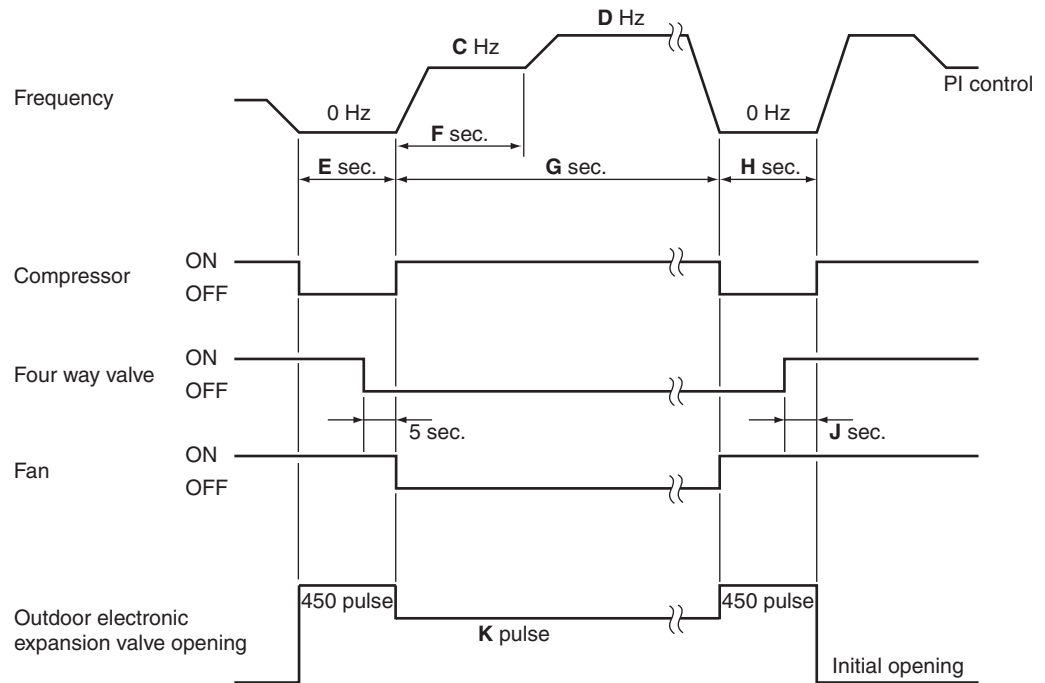 D Hz
C Hz
PI control
Frequency
0 Hz
0 Hz
F sec.
E sec.
G sec.
H sec.
ON
Compressor
OFF
ON
Four way valve
OFF
5 sec.
J sec.
ON
Fan
OFF
450 pulse
450 pulse
Outdoor electronic
expansion valve opening
K pulse
Initial opening